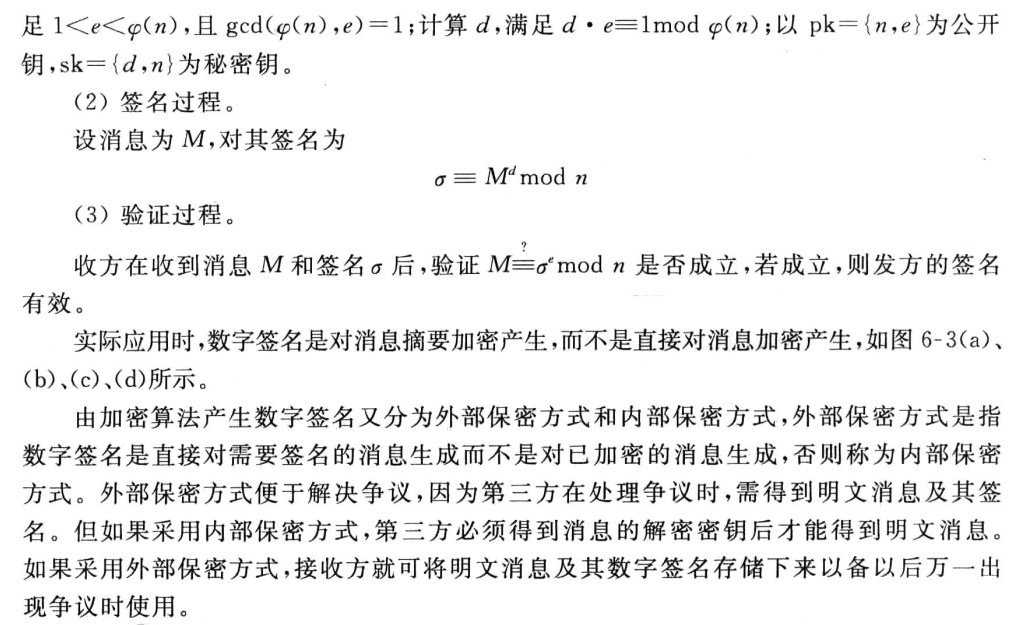 足 1<e<φ(n),且 gcd(φ(n),e)=1;计算 d,满足 d·e≡1mod φ(n);以 pk={n,e}为公开
钥,sk={d,n}为秘密钥。
(2) 签名过程。
设消息为 M,对其签名为
σ ≡ M^d mod n
(3) 验证过程。
收方在收到消息 M 和签名 σ 后,验证 M≡?σ^e mod n 是否成立,若成立,则发方的签名
有效。
实际应用时,数字签名是对消息摘要加密产生,而不是直接对消息加密产生,如图 6-3(a)、
(b)、(c)、(d)所示。
由加密算法产生数字签名又分为外部保密方式和内部保密方式,外部保密方式是指
数字签名是直接对需要签名的消息生成而不是对已加密的消息生成,否则称为内部保密
方式。外部保密方式便于解决争议,因为第三方在处理争议时,需得到明文消息及其签
名。但如果采用内部保密方式,第三方必须得到消息的解密密钥后才能得到明文消息。
如果采用外部保密方式,接收方就可将明文消息及其数字签名存储下来以备以后万一出
现争议时使用。